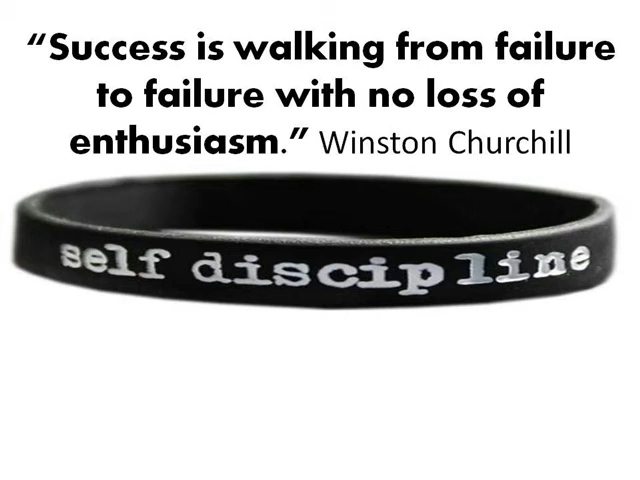 “Success is walking from failure
to failure with no loss of
enthusiasm.” Winston Churchill
self discipline